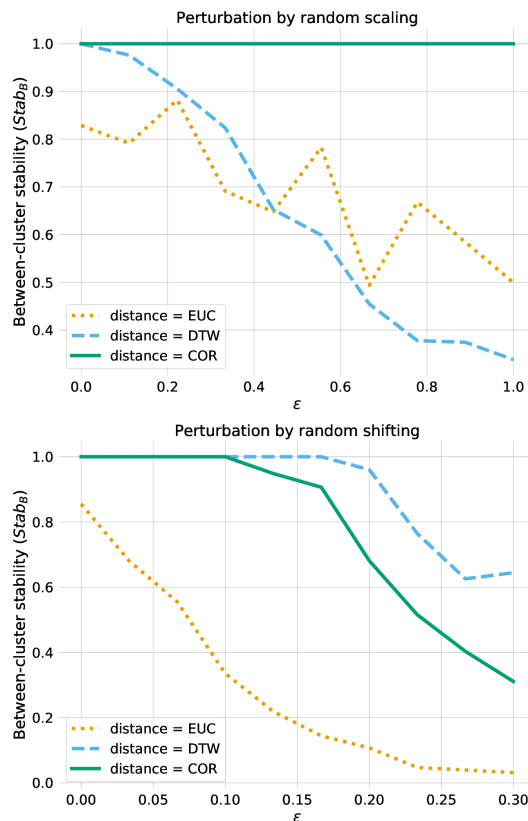 Perturbation by random scaling
Between-cluster stability (Stab_B)
1.0
0.9
0.8
0.7
0.6
0.5
0.4
distance = EUC
distance = DTW
distance = COR
0.0 0.2 0.4 0.6 0.8 1.0
ε
Perturbation by random shifting
Between-cluster stability (Stab_B)
1.0
0.8
0.6
0.4
0.2
0.0
distance = EUC
distance = DTW
distance = COR
0.00 0.05 0.10 0.15 0.20 0.25 0.30
ε